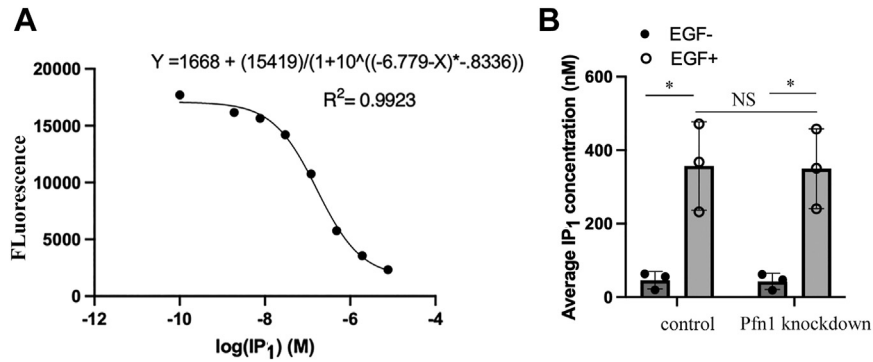 A
Y =1668 + (15419)/(1+10^((-6.779-X)*-.8336))
R2= 0.9923
FLuorescence
20000
15000
10000
5000
0
-12 -10 -8 -6 -4
log(IP1) (M)
B
EGF-
EGF+
Average IP1 concentration (nM)
600
400
200
0
* NS *
control Pfn1 knockdown